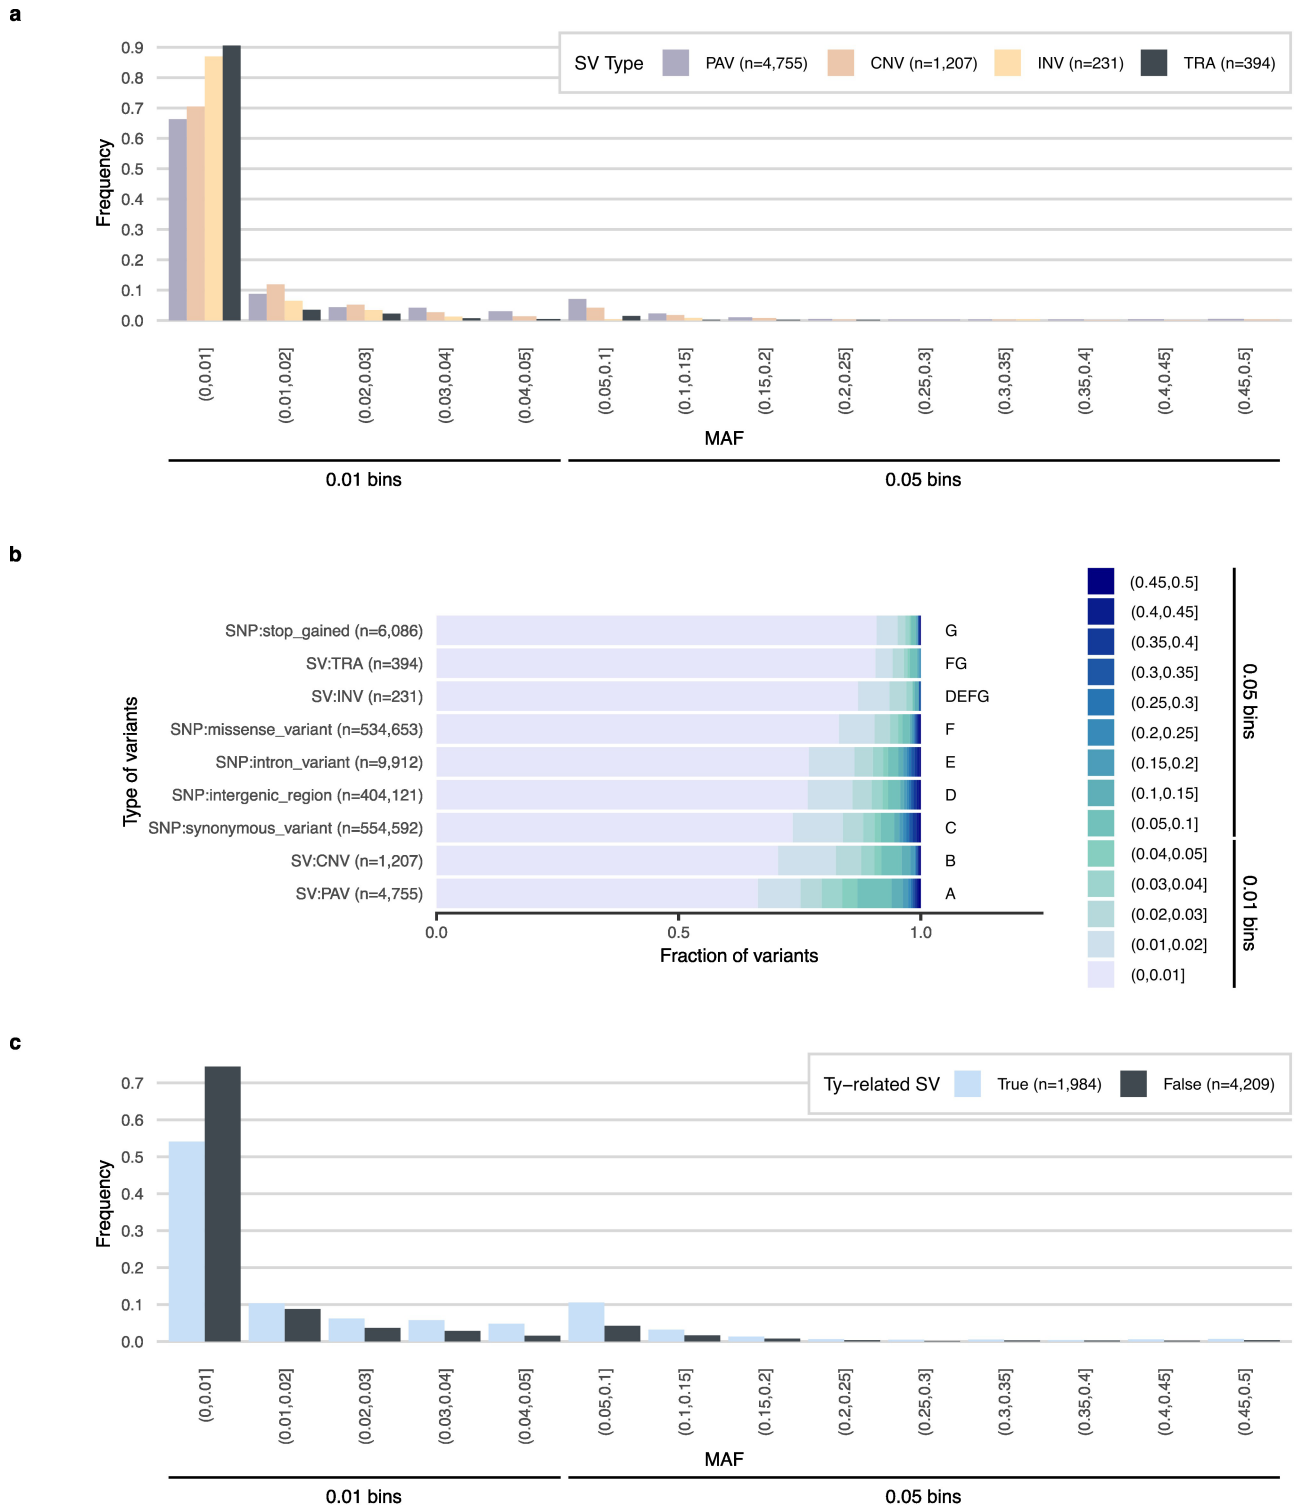 a
SV Type PAV (n=4,755) CNV (n=1,207) INV (n=231) TRA (n=394)
Frequency
0.9
0.8
0.7
0.6
0.5
0.4
0.3
0.2
0.1
0.0
(0,0.01] (0.01,0.02] (0.02,0.03] (0.03,0.04] (0.04,0.05] (0.05,0.1] (0.1,0.15] (0.15,0.2] (0.2,0.25] (0.25,0.3] (0.3,0.35] (0.35,0.4] (0.4,0.45] (0.45,0.5]
MAF
0.01 bins 0.05 bins
b
Type of variants
SNP:stop_gained (n=6,086) G
SV:TRA (n=394) FG
SV:INV (n=231) DEFG
SNP:missense_variant (n=534,653) F
SNP:intron_variant (n=9,912) E
SNP:intergenic_region (n=404,121) D
SNP:synonymous_variant (n=554,592) C
SV:CNV (n=1,207) B
SV:PAV (n=4,755) A
0.0 0.5 1.0
Fraction of variants
(0.45,0.5]
(0.4,0.45]
(0.35,0.4]
(0.3,0.35]
(0.25,0.3]
(0.2,0.25]
(0.15,0.2]
(0.1,0.15]
(0.05,0.1]
(0.04,0.05]
(0.03,0.04]
(0.02,0.03]
(0.01,0.02]
(0,0.01]
0.05 bins
0.01 bins
c
Ty−related SV True (n=1,984) False (n=4,209)
Frequency
0.7
0.6
0.5
0.4
0.3
0.2
0.1
0.0
(0,0.01] (0.01,0.02] (0.02,0.03] (0.03,0.04] (0.04,0.05] (0.05,0.1] (0.1,0.15] (0.15,0.2] (0.2,0.25] (0.25,0.3] (0.3,0.35] (0.35,0.4] (0.4,0.45] (0.45,0.5]
MAF
0.01 bins 0.05 bins